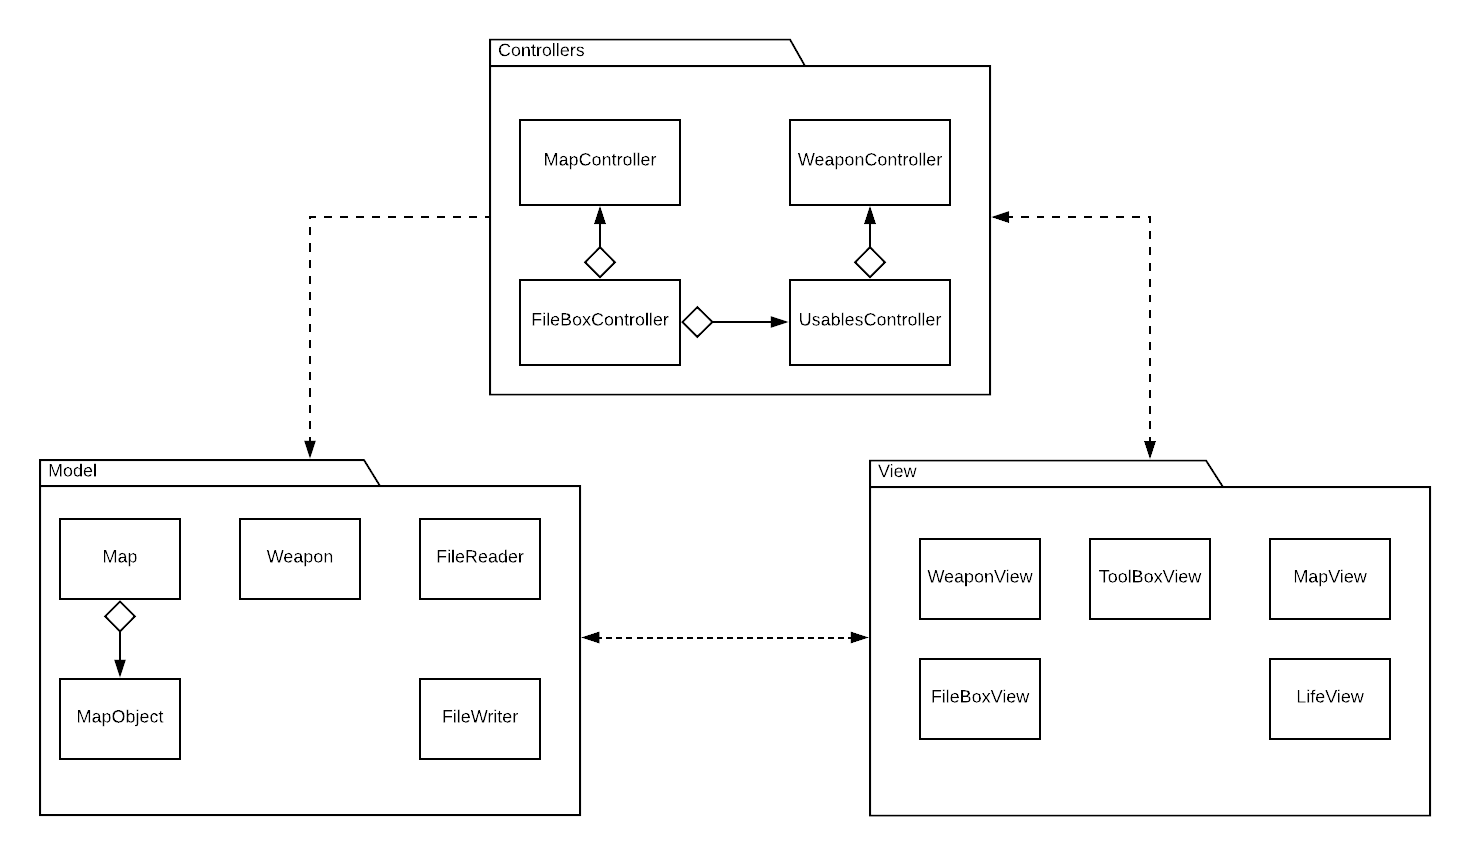 Controllers
MapController
WeaponController
FileBoxController
UsablesController
Model
Map
Weapon
FileReader
MapObject
FileWriter
View
WeaponView
ToolBoxView
MapView
FileBoxView
LifeView